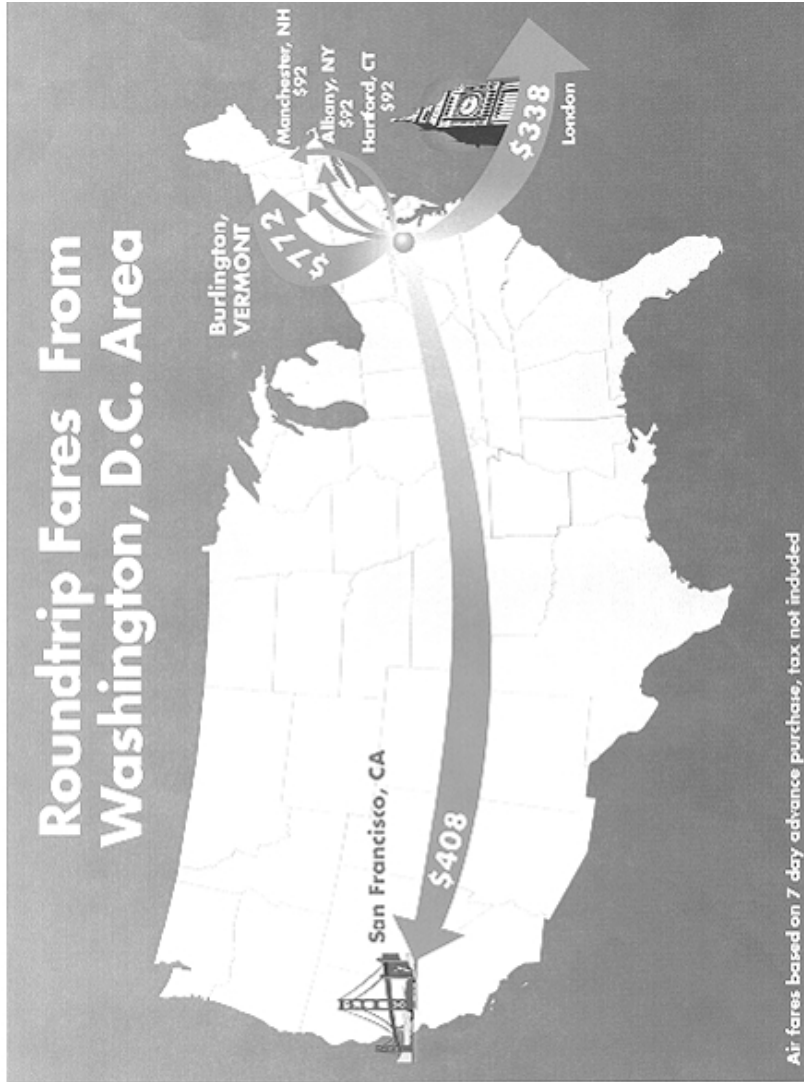 Roundtrip Fares From
Washington, D.C. Area
Burlington,
VERMONT
$772
Manchester, NH
$92
Albany, NY
$92
Hartford, CT
$92
San Francisco, CA
$408
$338
London
Air fares based on 7 day advance purchase, tax not included